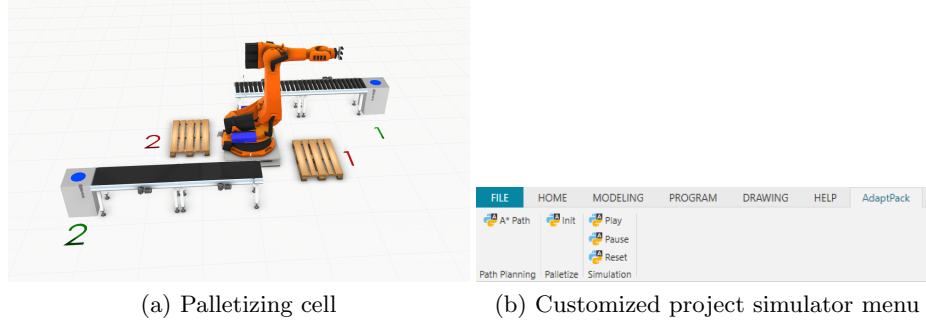 2
1
1
2
FILE HOME MODELING PROGRAM DRAWING HELP AdaptPack
A* Path Init Play
Pause
Reset
Path Planning Palletize Simulation
(a) Palletizing cell
(b) Customized project simulator menu